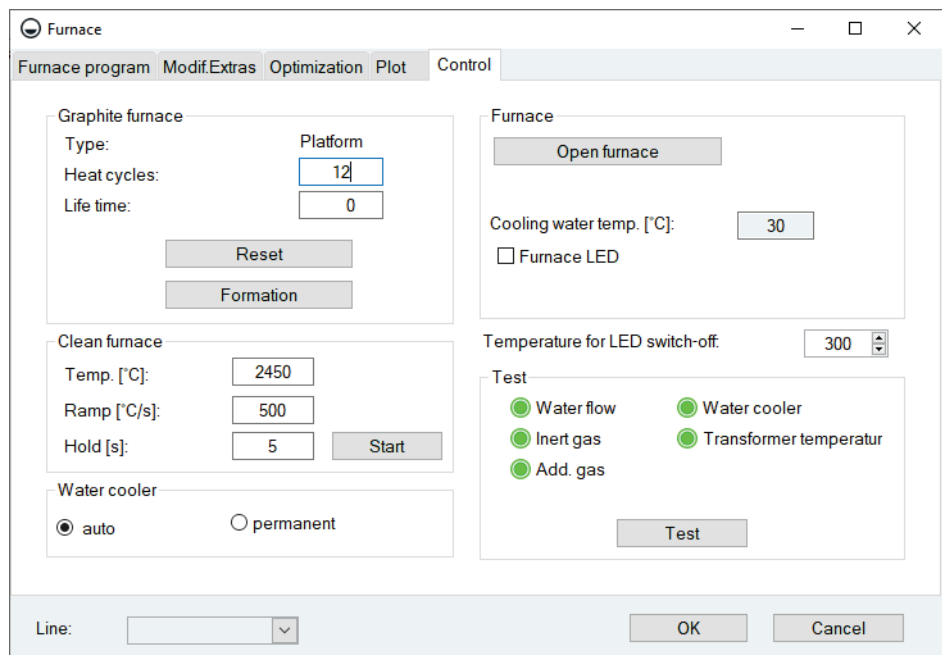 Furnace
Furnace program Modif.Extras Optimization Plot Control
Graphite furnace
Type: Platform
Heat cycles: 12
Life time: 0
Reset
Formation
Clean furnace
Temp. [°C]: 2450
Ramp [°C/s]: 500
Hold [s]: 5 Start
Water cooler
auto permanent
Furnace
Open furnace
Cooling water temp. [°C]: 30
Furnace LED
Temperature for LED switch-off: 300
Test
Water flow Water cooler
Inert gas Transformer temperatur
Add. gas
Test
Line: OK Cancel